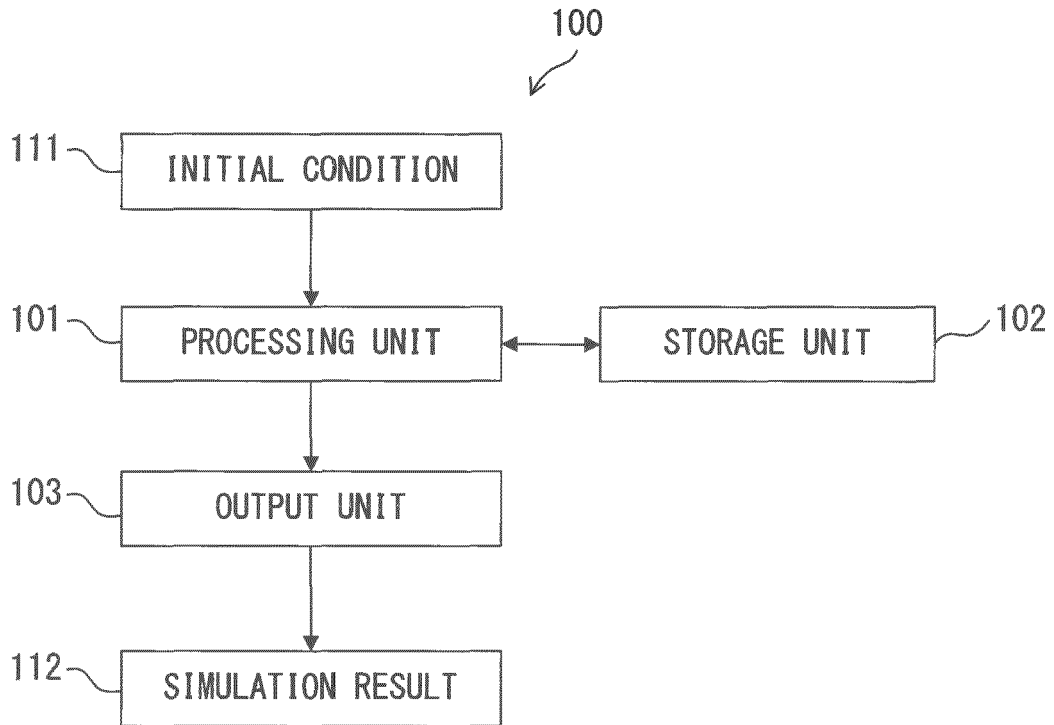 100
111
INITIAL CONDITION
101
PROCESSING UNIT
STORAGE UNIT
102
103
OUTPUT UNIT
112
SIMULATION RESULT